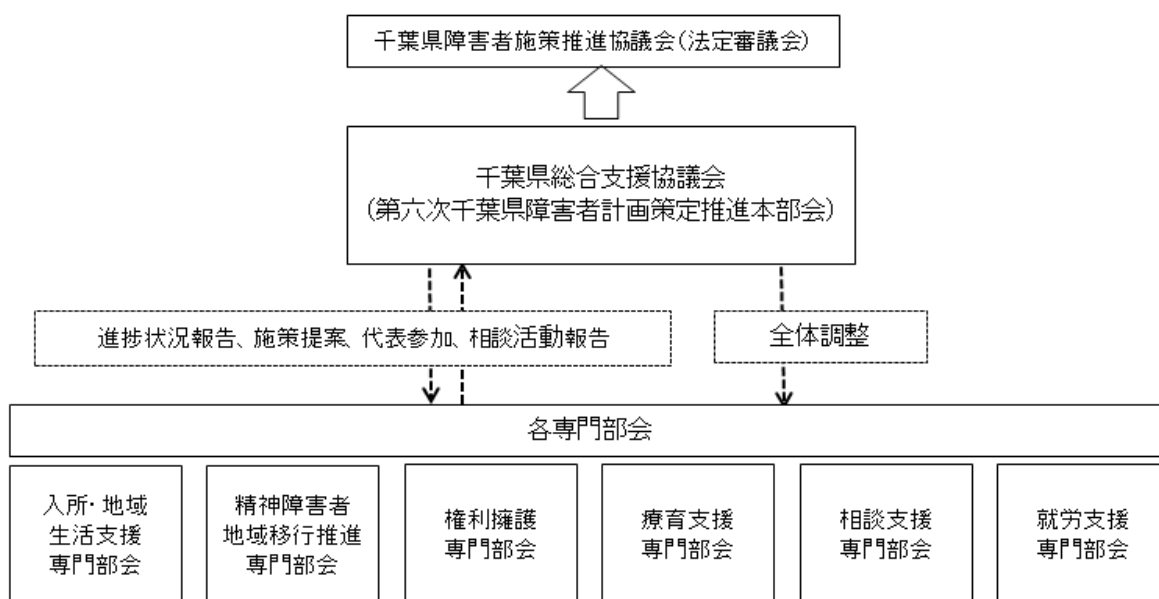 千葉県障害者施策推進協議会(法定審議会)
千葉県総合支援協議会
(第六次千葉県障害者計画策定推進本部会)
進捗状況報告、施策提案、代表参加、相談活動報告
全体調整
各専門部会
入所・地域
生活支援
専門部会
精神障害者
地域移行推進
専門部会
権利擁護
専門部会
療育支援
専門部会
相談支援
専門部会
就労支援
専門部会